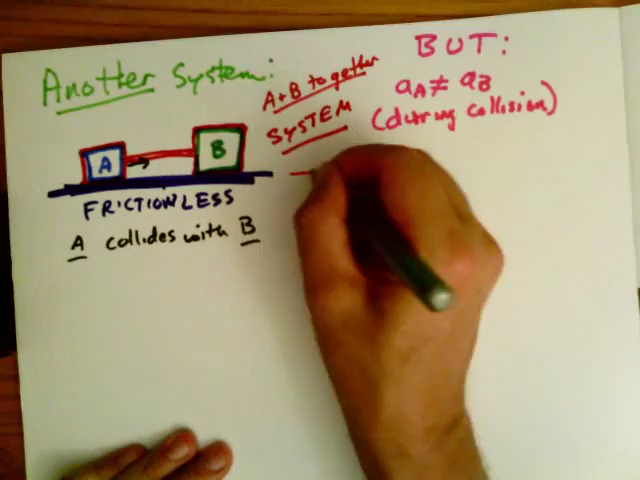 Another System:
A+B together
SYSTEM
BUT:
aA ≠ aB
(during collision)
A
B
FRICTIONLESS
A collides with B